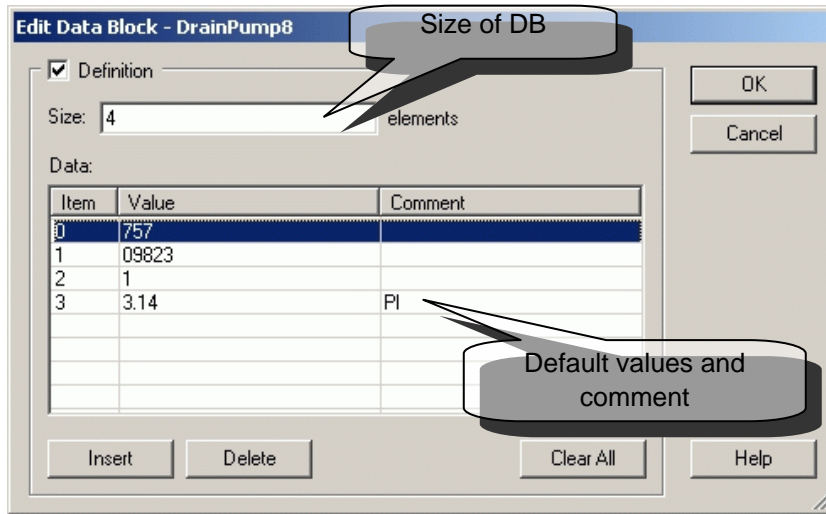 Edit Data Block - DrainPump8
Size of DB
Definition
OK
Size: 4 elements
Cancel
Data:
Item Value Comment
0 757
1 09823
2 1
3 3.14 PI
Default values and
comment
Insert Delete Clear All Help